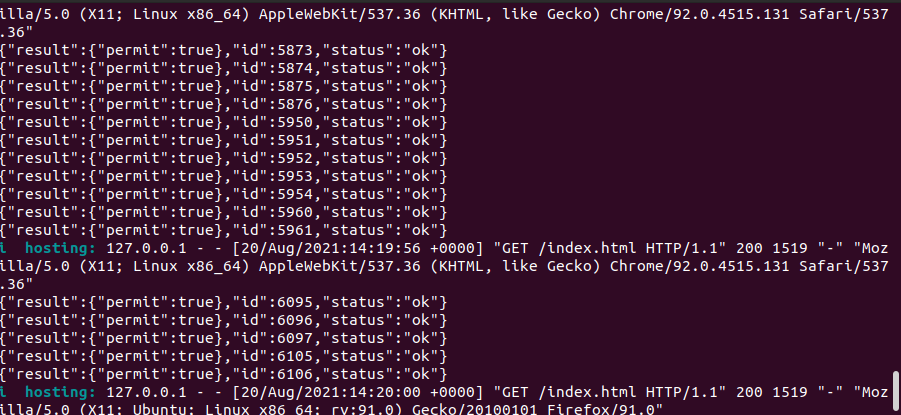 illa/5.0 (X11; Linux x86_64) AppleWebKit/537.36 (KHTML, like Gecko) Chrome/92.0.4515.131 Safari/537
.36"
{"result":{"permit":true},"id":5873,"status":"ok"}
{"result":{"permit":true},"id":5874,"status":"ok"}
{"result":{"permit":true},"id":5875,"status":"ok"}
{"result":{"permit":true},"id":5876,"status":"ok"}
{"result":{"permit":true},"id":5950,"status":"ok"}
{"result":{"permit":true},"id":5951,"status":"ok"}
{"result":{"permit":true},"id":5952,"status":"ok"}
{"result":{"permit":true},"id":5953,"status":"ok"}
{"result":{"permit":true},"id":5954,"status":"ok"}
{"result":{"permit":true},"id":5960,"status":"ok"}
{"result":{"permit":true},"id":5961,"status":"ok"}
i  hosting: 127.0.0.1 - - [20/Aug/2021:14:19:56 +0000] "GET /index.html HTTP/1.1" 200 1519 "-" "Moz
illa/5.0 (X11; Linux x86_64) AppleWebKit/537.36 (KHTML, like Gecko) Chrome/92.0.4515.131 Safari/537
.36"
{"result":{"permit":true},"id":6095,"status":"ok"}
{"result":{"permit":true},"id":6096,"status":"ok"}
{"result":{"permit":true},"id":6097,"status":"ok"}
{"result":{"permit":true},"id":6105,"status":"ok"}
{"result":{"permit":true},"id":6106,"status":"ok"}
i  hosting: 127.0.0.1 - - [20/Aug/2021:14:20:00 +0000] "GET /index.html HTTP/1.1" 200 1519 "-" "Moz
illa/5.0 (X11; Ubuntu; Linux x86_64; rv:91.0) Gecko/20100101 Firefox/91.0"